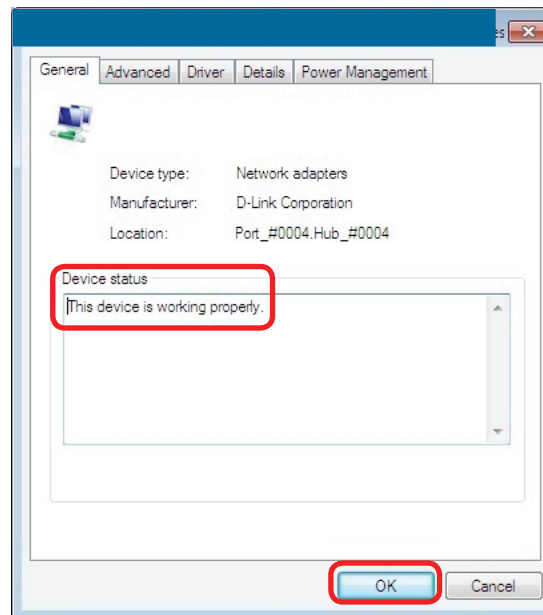 General Advanced Driver Details Power Management
Device type: Network adapters
Manufacturer: D-Link Corporation
Location: Port_#0004.Hub_#0004
Device status
This device is working properly.
OK Cancel